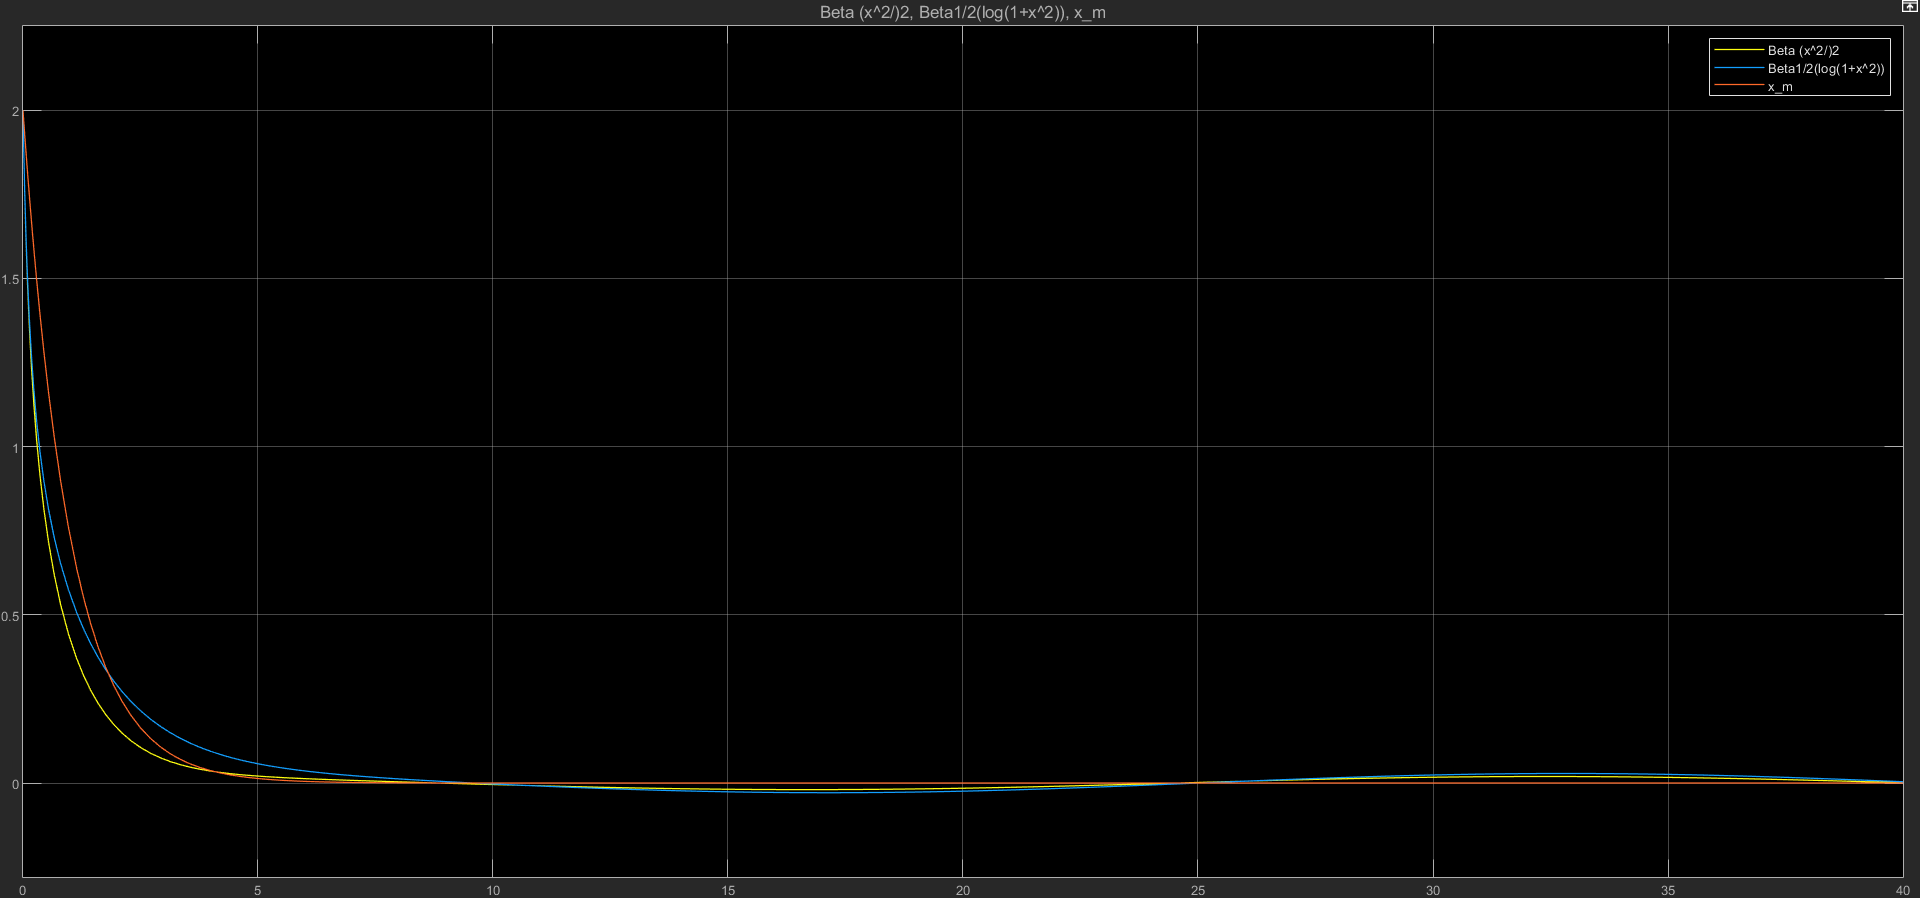 Beta (x^2/)2, Beta1/2(log(1+x^2)), x_m
Beta (x^2/)2
Beta1/2(log(1+x^2))
x_m
2
1.5
1
0.5
0
0 5 10 15 20 25 30 35 40